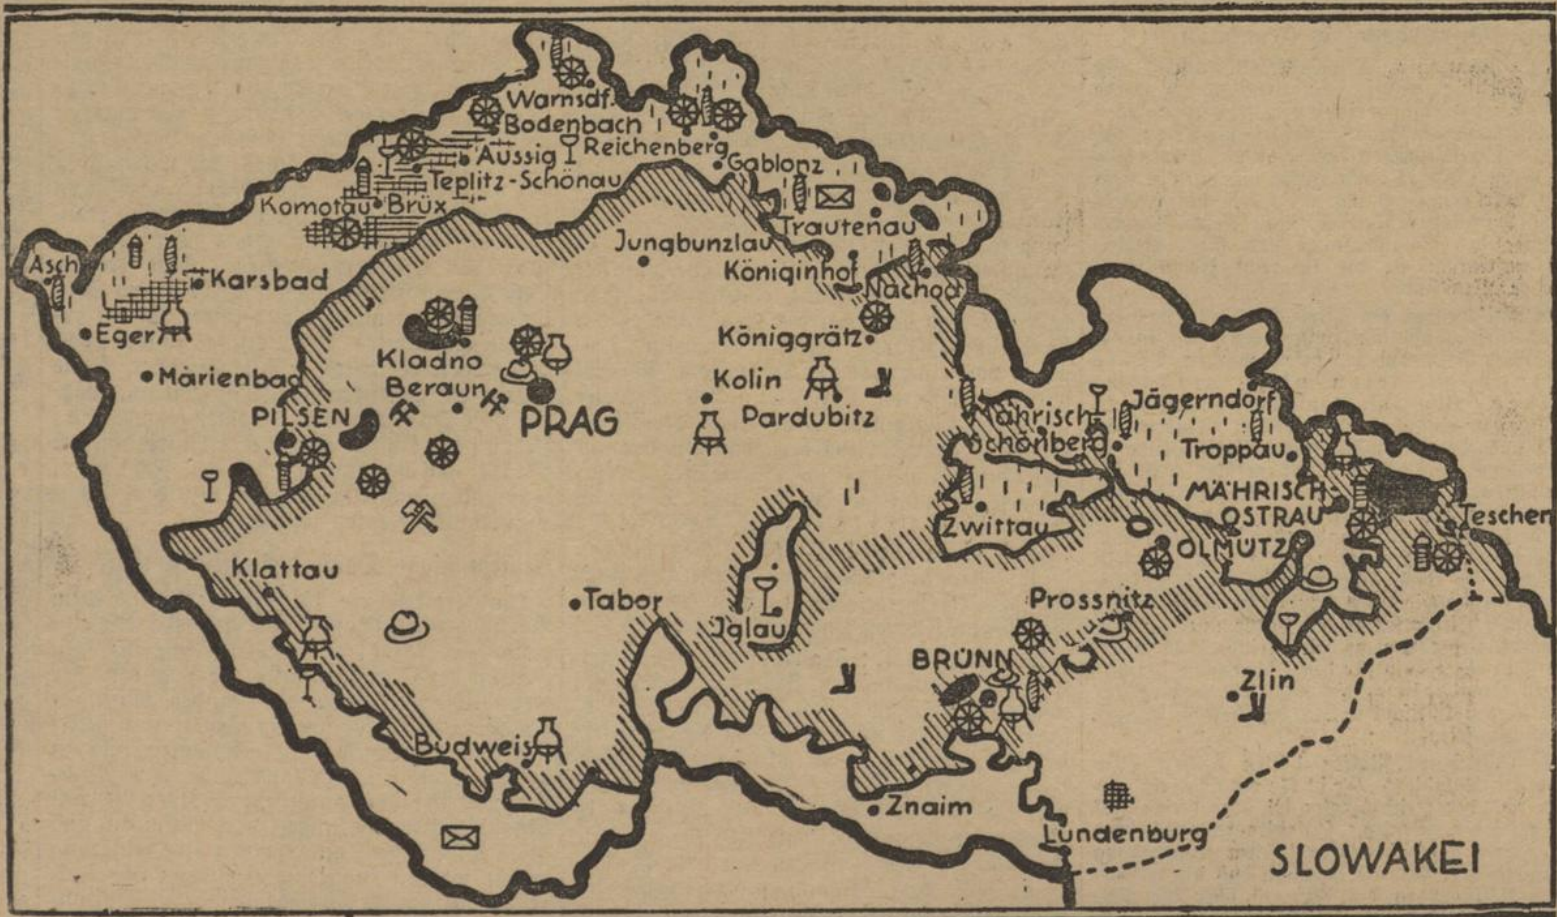 Warnsdf.
Bodenbach
Aussig
Reichenberg
Gablonz
Teplitz-Schönau
Komotau
Brüx
Trautenau
Jungbunzlau
Asch
Karsbad
Königinhof
Nachod
Eger
Königgrätz
Kladno
Marienbad
Beraun
Kolin
PILSEN
PRAG
Pardubitz
Mährisch
Schönberg
Jägerndorf
Troppau
MÄHRISCH-
OSTRAU
Zwittau
Teschen
OLMÜTZ
Klattau
Tabor
Prossnitz
Jglau
BRÜNN
Zlin
Budweis
Znaim
Lundenburg
SLOWAKEI